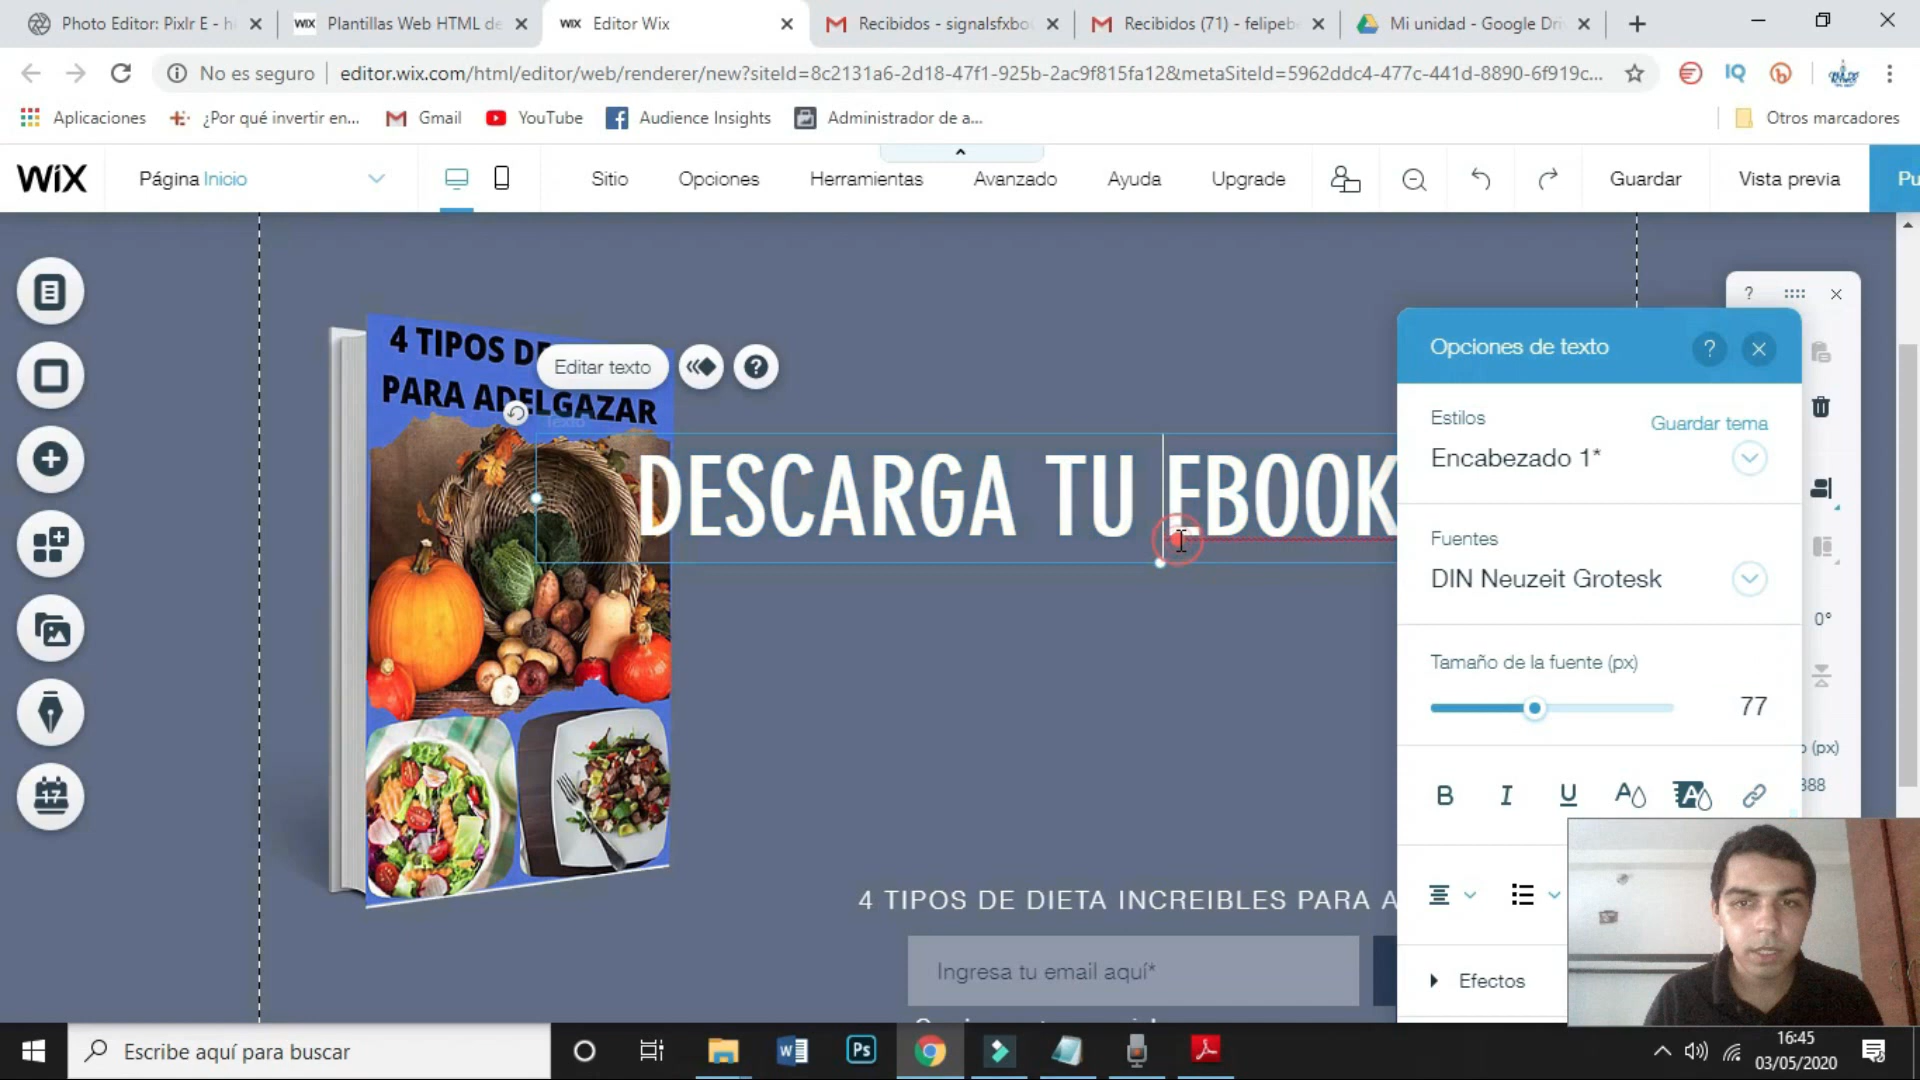 Photo Editor: Pixlr E - h
Plantillas Web HTML de
Editor Wix
Recibidos - signalsfxbou
Recibidos (71) - felipebe
Mi unidad - Google Dri
No es seguro
editor.wix.com/html/editor/web/renderer/new?siteId=8c2131a6-2d18-47f1-925b-2ac9f815fa12&metaSiteId=5962ddc4-477c-441d-8890-6f919c...
Aplicaciones
¿Por qué invertir en...
Gmail
YouTube
Audience Insights
Administrador de a...
Otros marcadores
WiX
Página Inicio
Sitio
Opciones
Herramientas
Avanzado
Ayuda
Upgrade
Guardar
Vista previa
Pu
4 TIPOS DE
PARA ADELGAZAR
Editar texto
Texto
DESCARGA TU EBOOK
4 TIPOS DE DIETA INCREIBLES PARA A
Ingresa tu email aquí*
Opciones de texto
Estilos
Guardar tema
Encabezado 1*
Fuentes
DIN Neuzeit Grotesk
Tamaño de la fuente (px)
77
B I U
Efectos
0°
(px)
388
17
Escribe aquí para buscar
16:45
03/05/2020